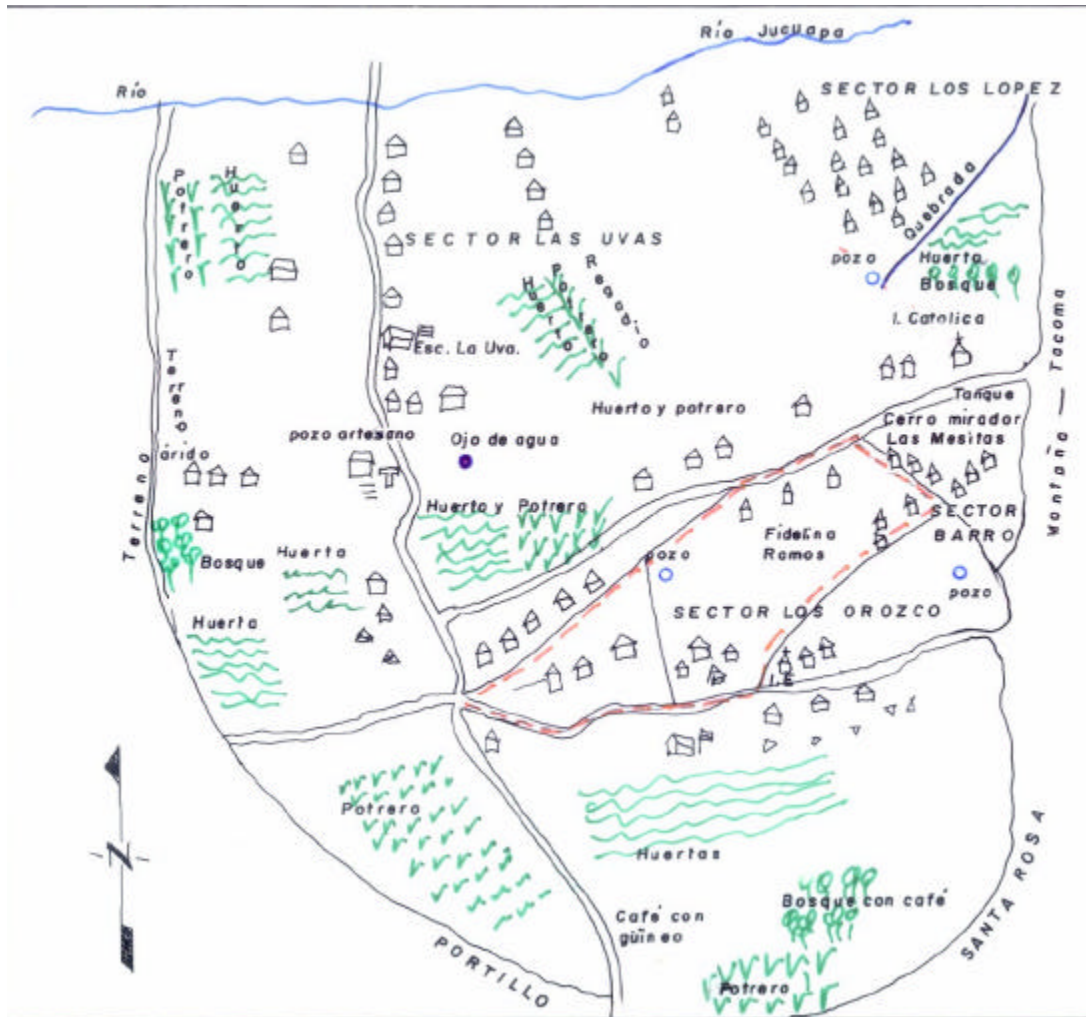 Río Jucuapa
Río
SECTOR LOS LOPEZ
Potrero
Huerto
Quebrada
SECTOR LAS UVAS
pozo
Huerta
Bosque
Regadío
Potrero
Huerto
I. Catolica
Esc. La Uva.
Montaña — Tacoma
Terreno
árido
Huerto y potrero
Tanque
Cerro mirador
Las Mesitas
pozo artesano
Ojo de agua
Terreno
Huerto y Potrero
SECTOR
BARRO
Fidelina
Ramos
Bosque
Huerta
pozo
pozo
Huerta
SECTOR LOS OROZCO
I.E
Potrero
Huertas
N
Bosque con café
Café con
güineo
SANTA ROSA
PORTILLO
Potrero